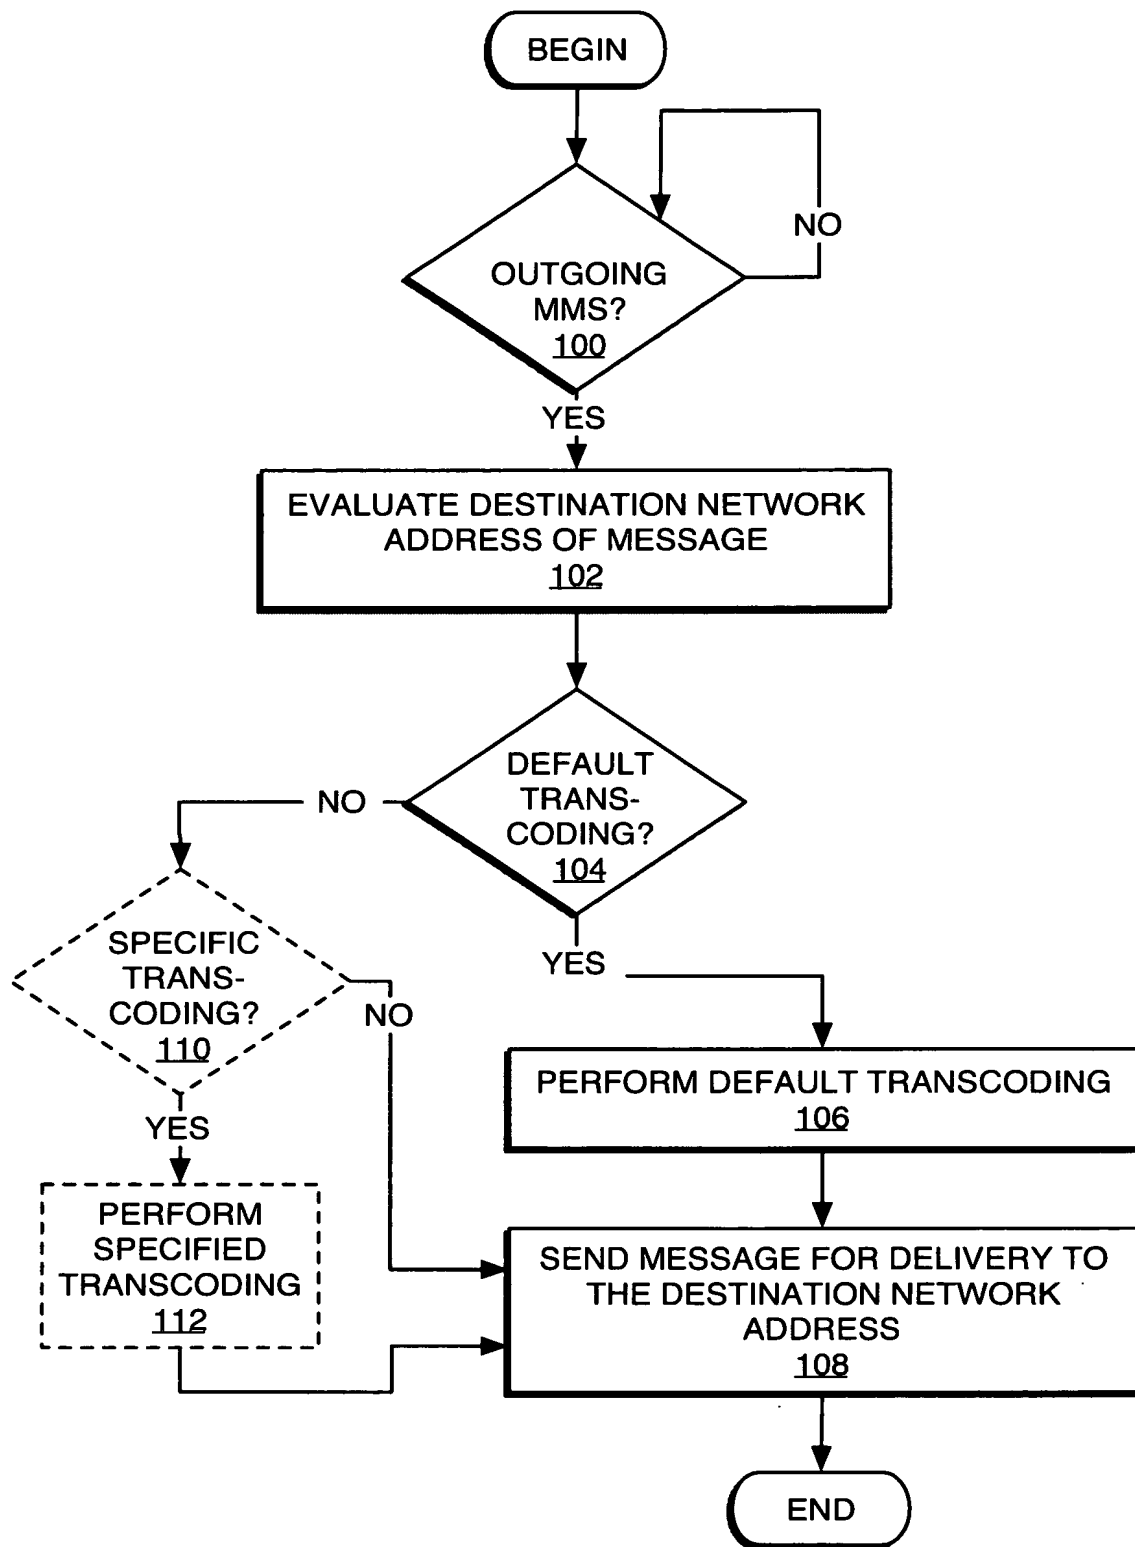 BEGIN
NO
OUTGOING
MMS?
100
YES
EVALUATE DESTINATION NETWORK
ADDRESS OF MESSAGE
102
DEFAULT
TRANS-
CODING?
104
NO
YES
SPECIFIC
TRANS-
CODING?
110
NO
YES
PERFORM DEFAULT TRANSCODING
106
PERFORM
SPECIFIED
TRANSCODING
112
SEND MESSAGE FOR DELIVERY TO
THE DESTINATION NETWORK
ADDRESS
108
END